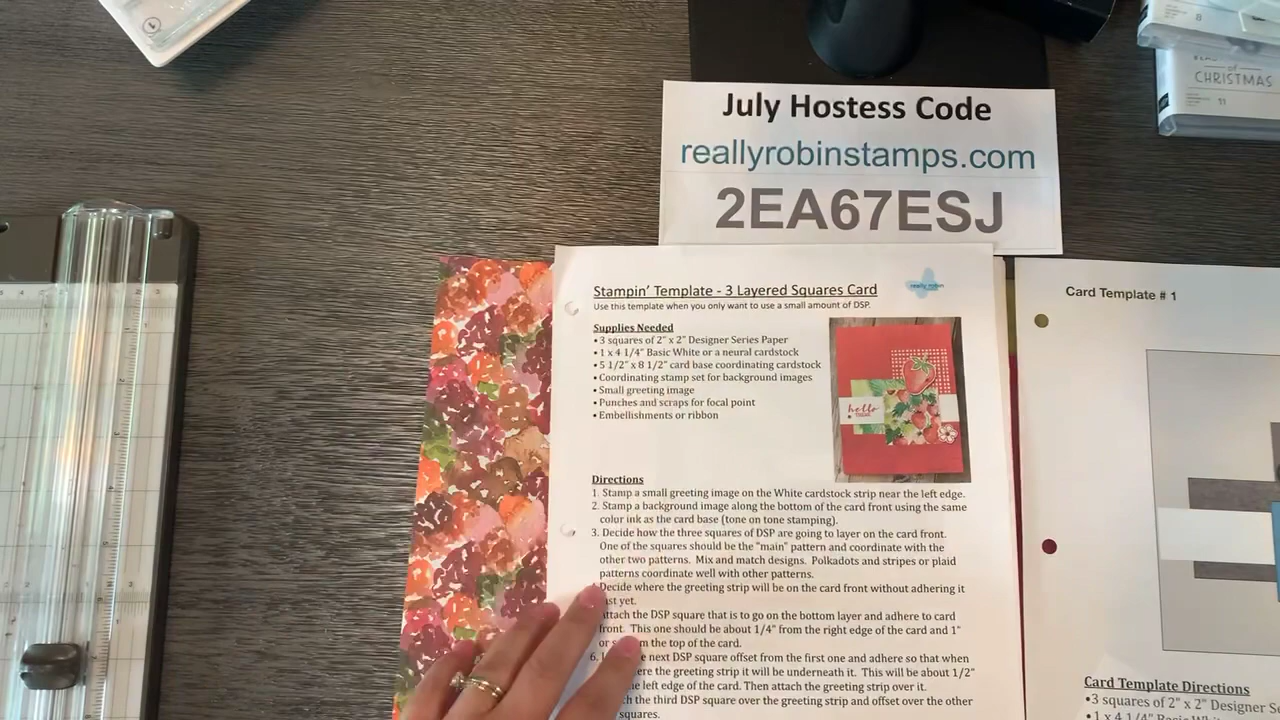 CHRISTMAS
11
8
July Hostess Code
reallyrobinstamps.com
2EA67ESJ
Stampin' Template - 3 Layered Squares Card
really robin
Use this template when you only want to use a small amount of DSP.
Supplies Needed
• 3 squares of 2" x 2" Designer Series Paper
• 1 x 4 1/4" Basic White or a neural cardstock
• 5 1/2" x 8 1/2" card base coordinating cardstock
• Coordinating stamp set for background images
• Small greeting image
• Punches and scraps for focal point
• Embellishments or ribbon
hello
Directions
1. Stamp a small greeting image on the White cardstock strip near the left edge.
2. Stamp a background image along the bottom of the card front using the same
color ink as the card base (tone on tone stamping).
3. Decide how the three squares of DSP are going to layer on the card front.
One of the squares should be the "main" pattern and coordinate with the
other two patterns. Mix and match designs. Polkadots and stripes or plaid
patterns coordinate well with other patterns.
Decide where the greeting strip will be on the card front without adhering it
yet.
the DSP square that is to go on the bottom layer and adhere to card
front. This one should be about 1/4" from the right edge of the card and 1"
or the top of the card.
6. next DSP square offset from the first one and adhere so that when
the greeting strip it will be underneath it. This will be about 1/2"
left edge of the card. Then attach the greeting strip over it.
the third DSP square over the greeting strip and offset over the other
squares.
Card Template # 1
Card Template Directions
• 3 squares of 2" x 2" Designer
• 1 x 4 1/4"